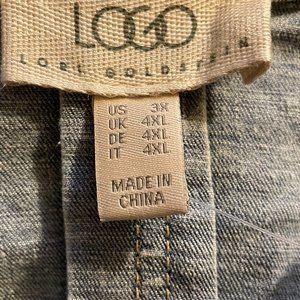 LOGO
LORI GOLDSTEIN
US 3X
UK 4XL
DE 4XL
IT 4XL
MADE IN
CHINA